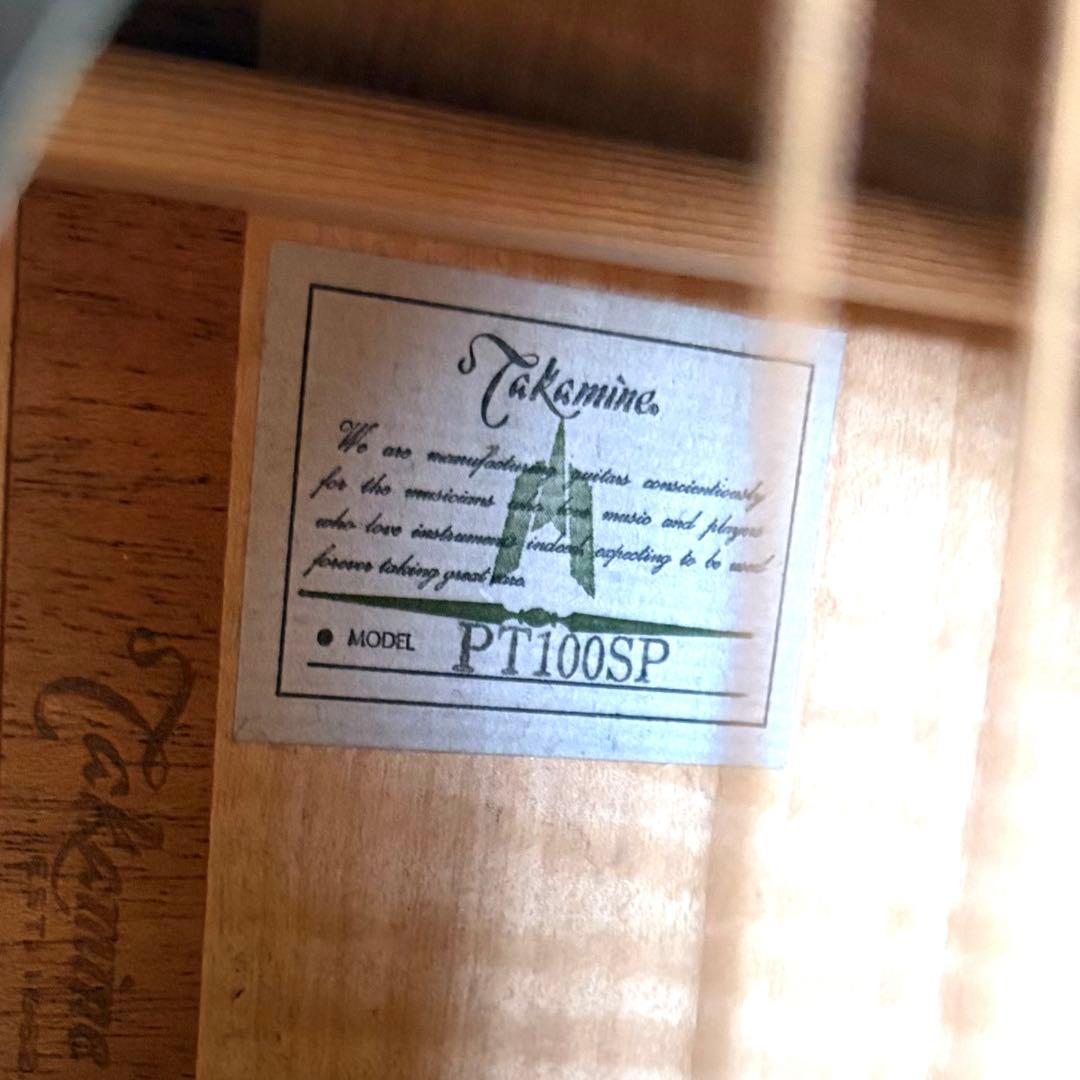 Takamine
We are manufacturing guitars conscientiously
for the musicians who love music and players
who love instruments indeed expecting to be used
forever taking great care.
MODEL PT100SP
Takamine
EST